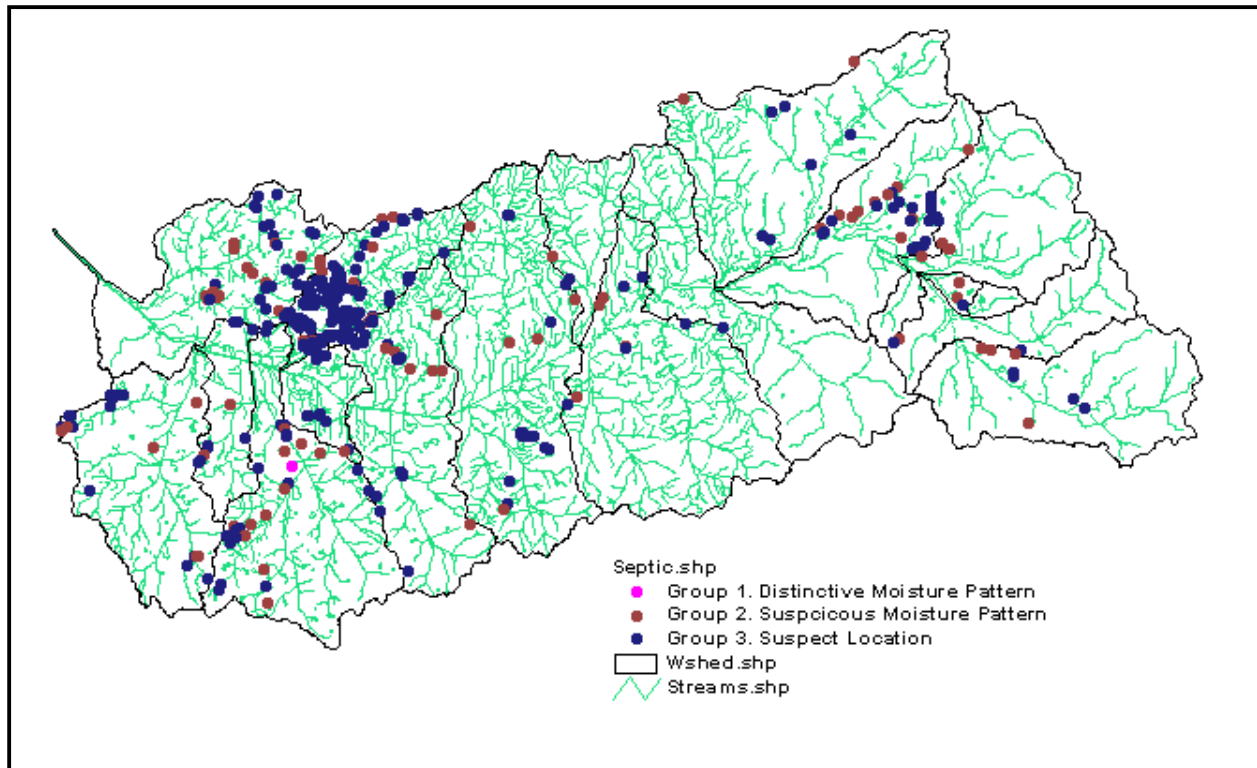 Septic.shp
Group 1. Distinctive Moisture Pattern
Group 2. Suspcicous Moisture Pattern
Group 3. Suspect Location
Wshed.shp
Streams.shp